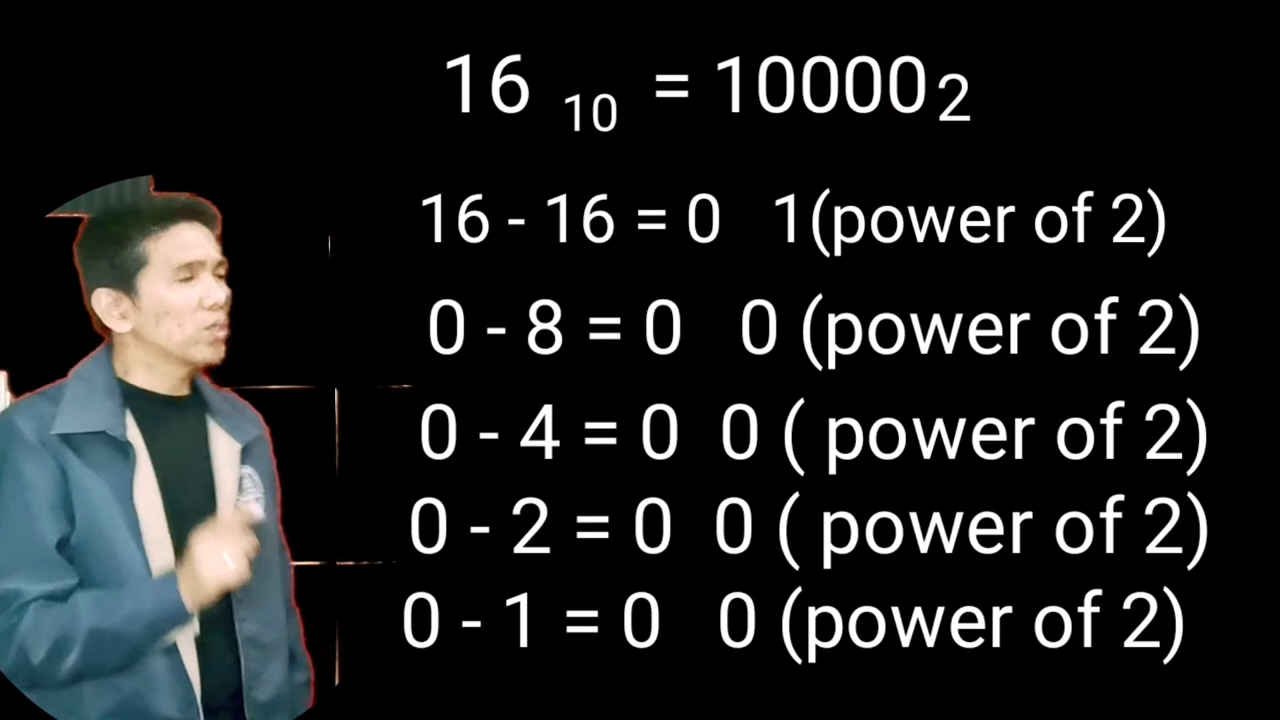 16 10 = 10000 2
16 - 16 = 0 1(power of 2)
0 - 8 = 0 0 (power of 2)
0 - 4 = 0 0 ( power of 2)
0 - 2 = 0 0 ( power of 2)
0 - 1 = 0 0 (power of 2)